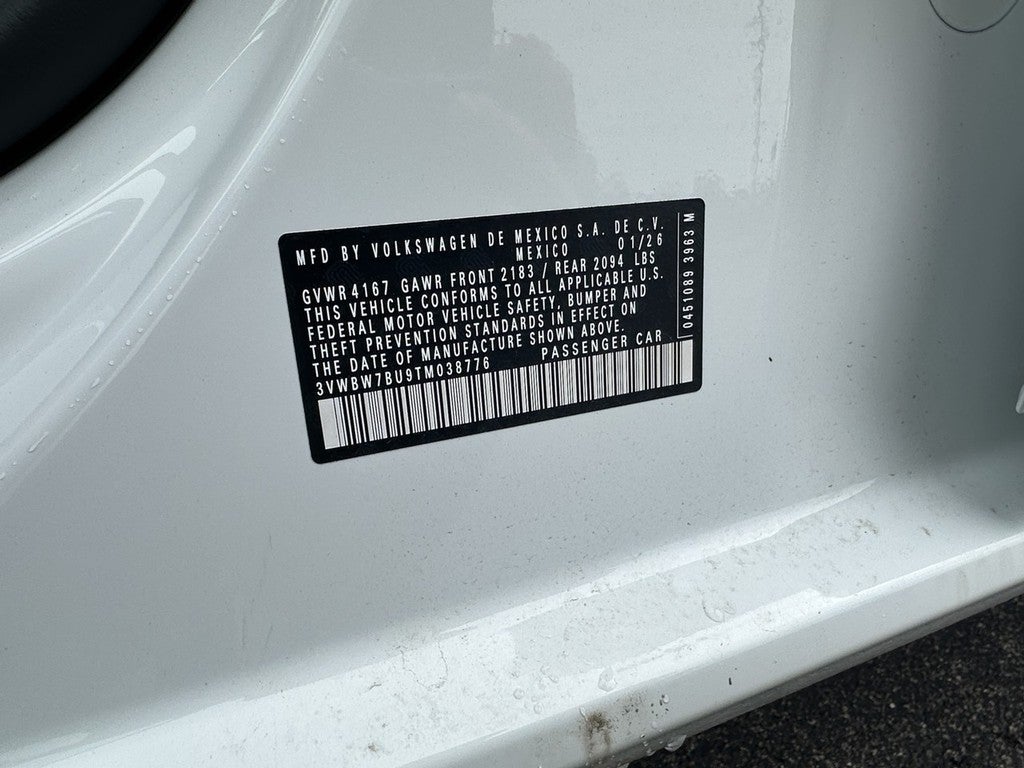 MFD BY VOLKSWAGEN DE MEXICO S.A. DE C.V.
MEXICO 01/26
GVWR 4167 GAWR FRONT 2183 / REAR 2094 LBS
THIS VEHICLE CONFORMS TO ALL APPLICABLE U.S.
FEDERAL MOTOR VEHICLE SAFETY, BUMPER AND
THEFT PREVENTION STANDARDS IN EFFECT ON
THE DATE OF MANUFACTURE SHOWN ABOVE.
3VWBW7BU9TM038776 PASSENGER CAR
0451089 3963 M